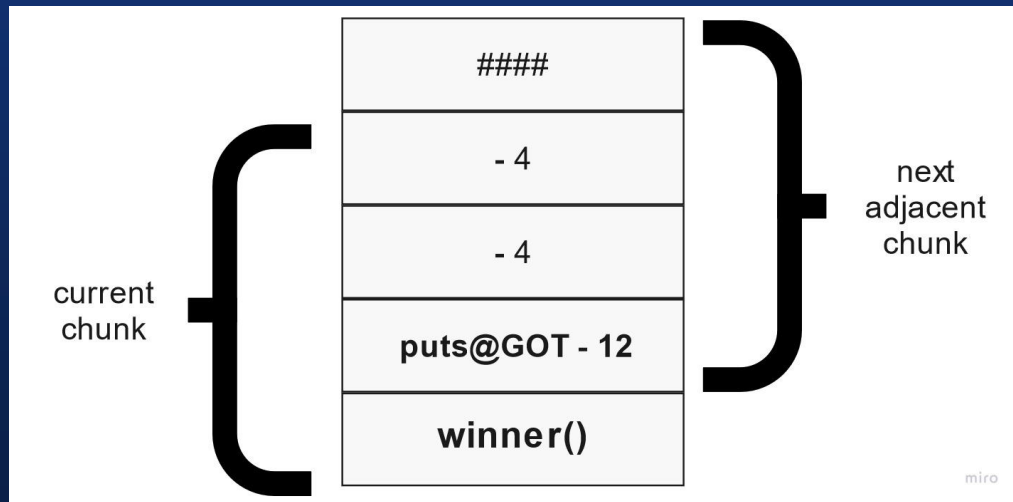 ####
- 4
- 4
puts@GOT - 12
winner()
current
chunk
next
adjacent
chunk
miro